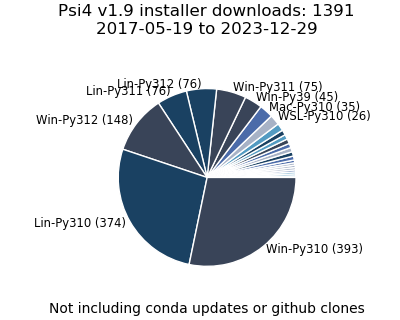 Psi4 v1.9 installer downloads: 1391
2017-05-19 to 2023-12-29
Lin-Py312 (76)
Lin-Py311 (76)
Win-Py312 (148)
Lin-Py310 (374)
Win-Py311 (75)
Win-Py39 (45)
Mac-Py310 (35)
WSL-Py310 (26)
Win-Py310 (393)
Not including conda updates or github clones